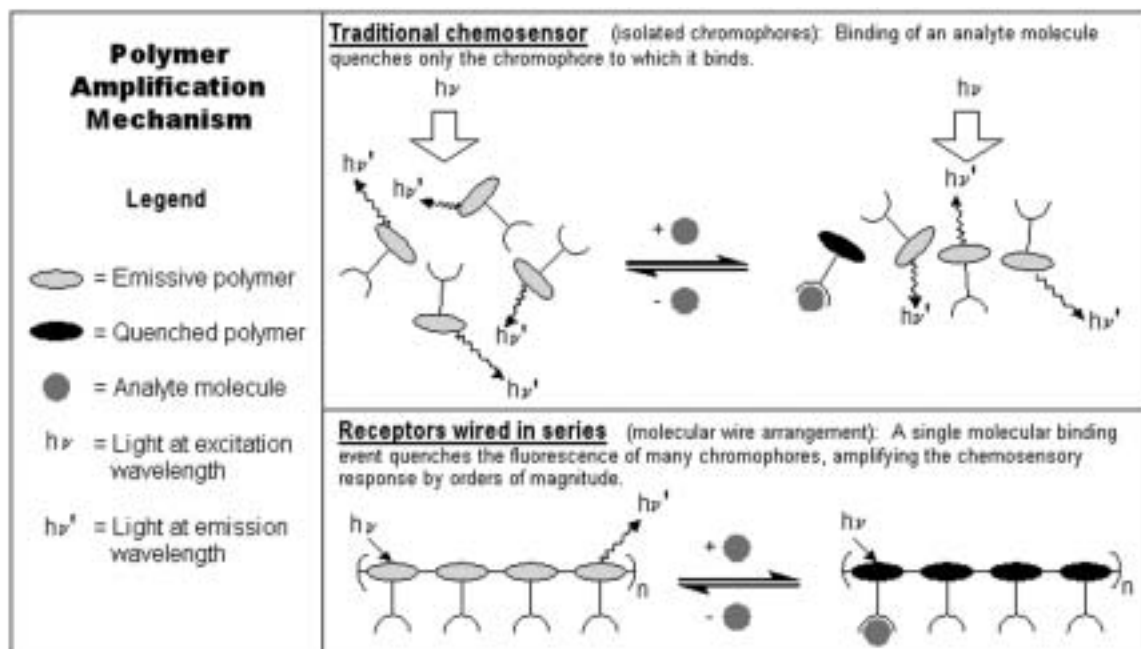 Polymer
Amplification
Mechanism
Legend
= Emissive polymer
= Quenched polymer
= Analyte molecule
hν = Light at excitation
wavelength
hν' = Light at emission
wavelength
Traditional chemosensor (isolated chromophores): Binding of an analyte molecule
quenches only the chromophore to which it binds.
hν
hν'
hν'
hν'
hν'
+
-
hν
hν'
hν'
hν'
Receptors wired in series (molecular wire arrangement): A single molecular binding
event quenches the fluorescence of many chromophores, amplifying the chemosensory
response by orders of magnitude.
hν
hν'
n
+
-
hν
n